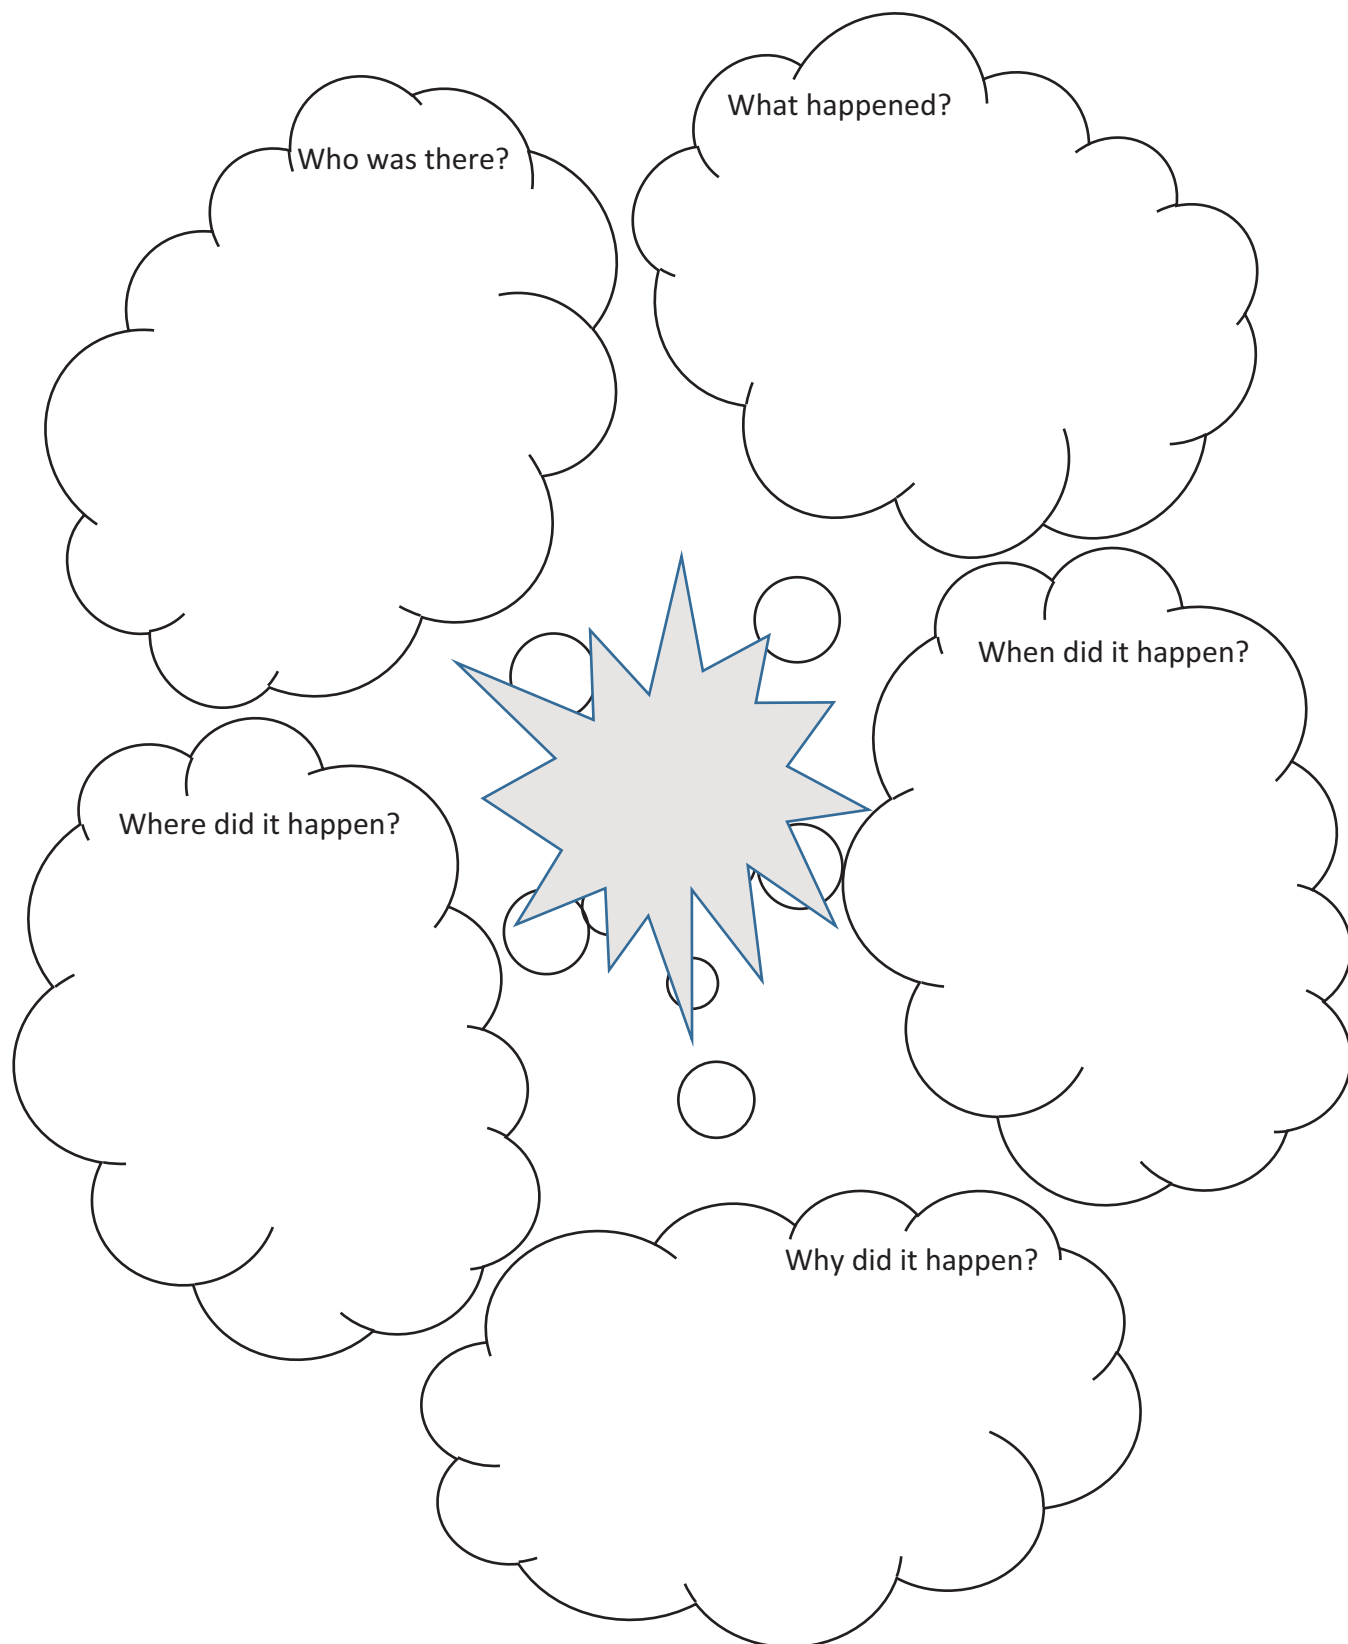 Who was there?
What happened?
When did it happen?
Where did it happen?
Why did it happen?